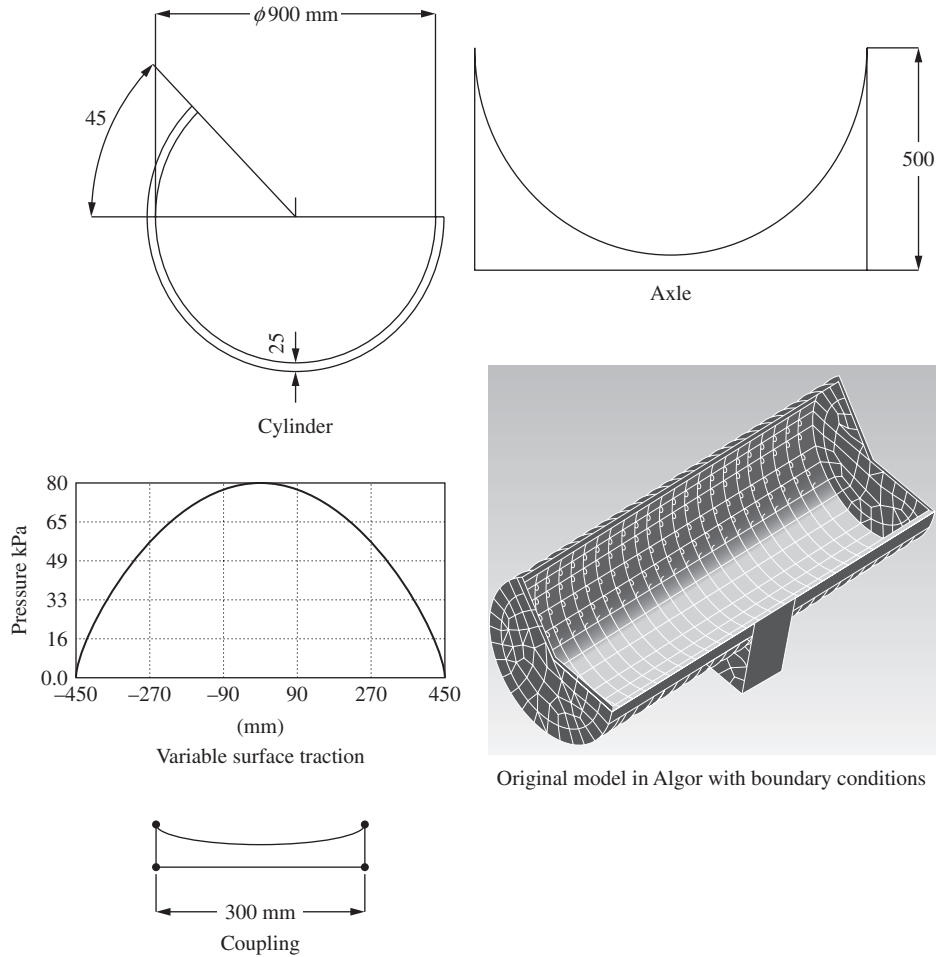 ϕ900 mm
45
25
Cylinder
500
Axle
Pressure kPa
80
65
49
33
16
0.0
−450 −270 −90 90 270 450
(mm)
Variable surface traction
Original model in Algor with boundary conditions
300 mm
Coupling